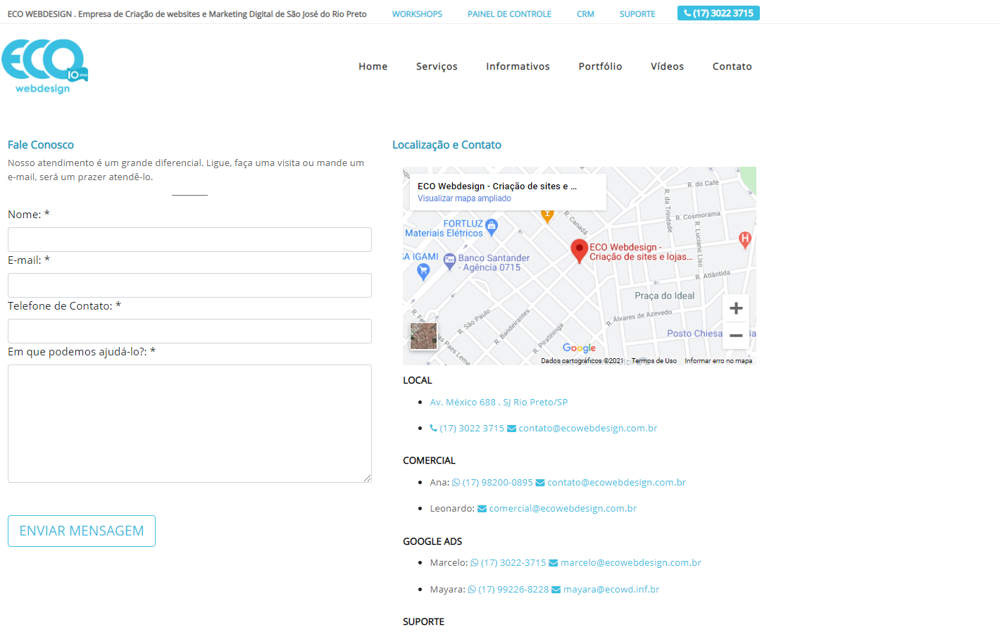 ECO WEBDESIGN . Empresa de Criação de websites e Marketing Digital de São José do Rio Preto
WORKSHOPS
PAINEL DE CONTROLE
CRM
SUPORTE
(17) 3022 3715
ECO
10 anos
webdesign
Home
Serviços
Informativos
Portfólio
Vídeos
Contato
Fale Conosco
Nosso atendimento é um grande diferencial. Ligue, faça uma visita ou mande um
e-mail, será um prazer atendê-lo.
Nome: *
E-mail: *
Telefone de Contato: *
Em que podemos ajudá-lo?: *
ENVIAR MENSAGEM
Localização e Contato
ECO Webdesign - Criação de sites e ...
Visualizar mapa ampliado
R. do Café
R. da Trindade
R. Cosmorama
R. Luciano Liso
R. Canadá
FORTLUZ
Materiais Elétricos
H
ECO Webdesign -
Criação de sites e lojas...
SA IGAMI
Banco Santander
- Agência 0715
R. Atlântida
Praça do Ideal
R. Álvares de Azevedo
R. São Paulo
R. Bandeirantes
R. Piratininga
Paes Leme
Posto Chiesa
Google
Dados cartográficos ©2021
Termos de Uso
Informar erro no mapa
LOCAL
Av. México 688 . SJ Rio Preto/SP
(17) 3022 3715 contato@ecowebdesign.com.br
COMERCIAL
Ana: (17) 98200-0895 contato@ecowebdesign.com.br
Leonardo: comercial@ecowebdesign.com.br
GOOGLE ADS
Marcelo: (17) 3022-3715 marcelo@ecowebdesign.com.br
Mayara: (17) 99226-8228 mayara@ecowd.inf.br
SUPORTE